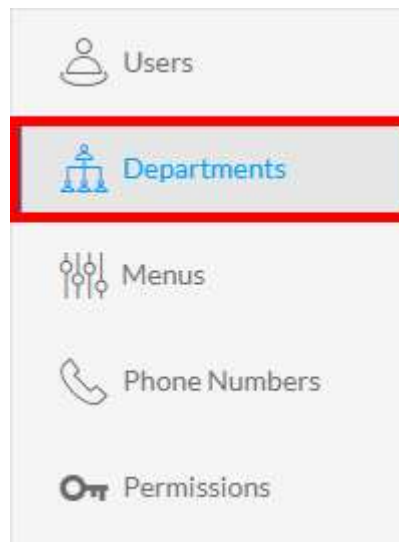 Users
Departments
Menus
Phone Numbers
Permissions